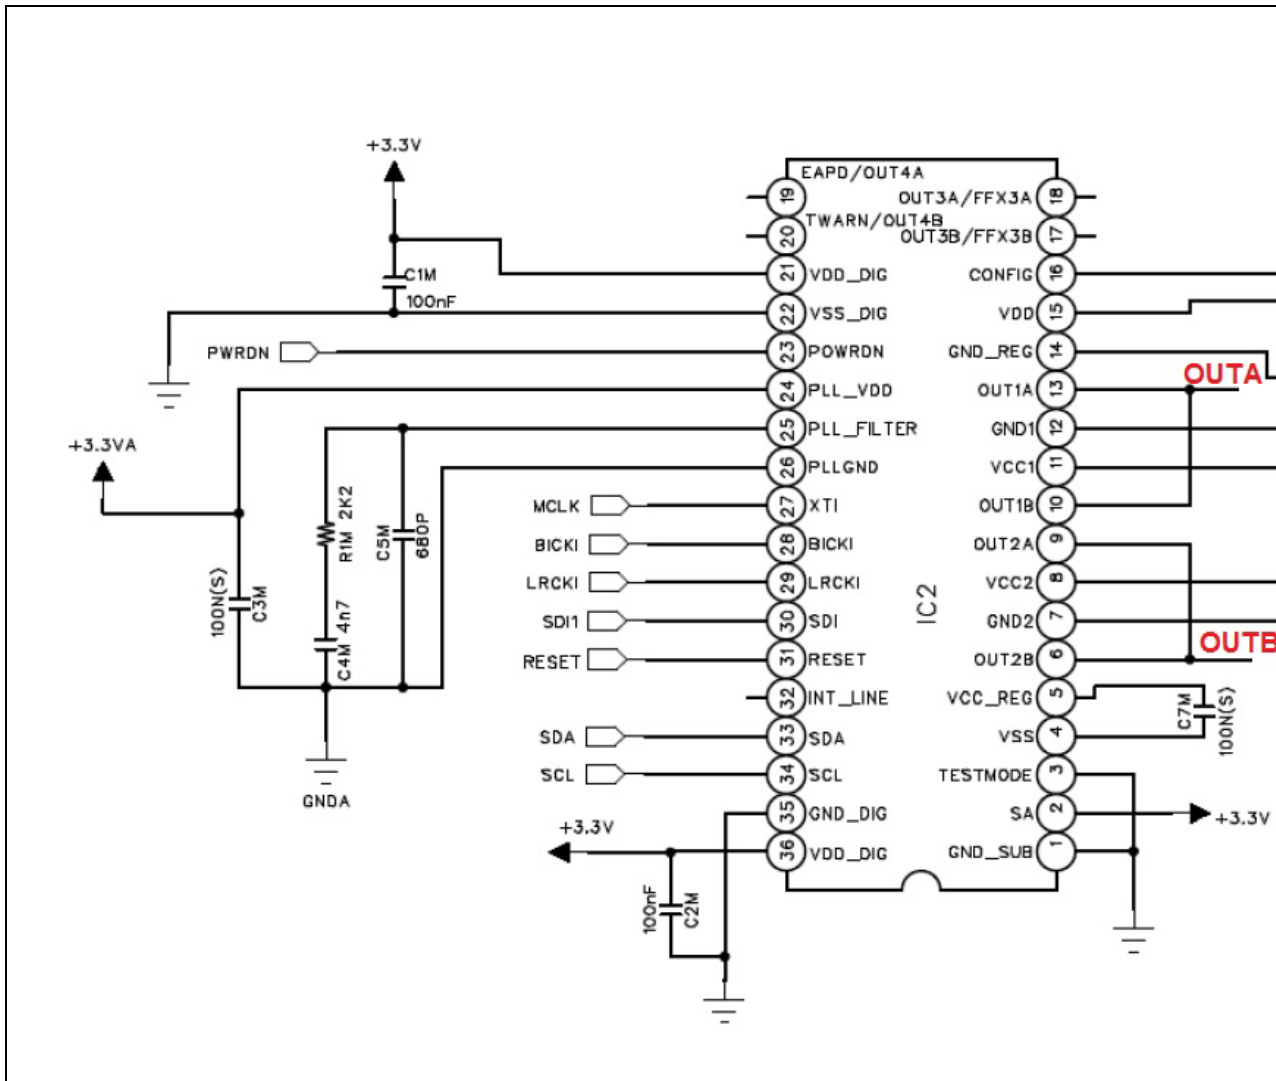 +3.3V
C1M
100nF
PWRDN
+3.3VA
100N(S)
C3M
R1M 2K2
C4M 4n7
C5M
680P
GNDA
MCLK
BICKI
LRCKI
SDI1
RESET
SDA
SCL
+3.3V
100nF
C2M
EAPD/OUT4A
19
TWARN/OUT4B
20
21 VDD_DIG
22 VSS_DIG
23 POWRDN
24 PLL_VDD
25 PLL_FILTER
26 PLLGND
27 XTI
28 BICKI
29 LRCKI
30 SDI
31 RESET
32 INT_LINE
33 SDA
34 SCL
35 GND_DIG
36 VDD_DIG
IC2
OUT3A/FFX3A 18
OUT3B/FFX3B 17
CONFIG 16
VDD 15
GND_REG 14
OUT1A 13
GND1 12
VCC1 11
OUT1B 10
OUT2A 9
VCC2 8
GND2 7
OUT2B 6
VCC_REG 5
VSS 4
TESTMODE 3
SA 2
GND_SUB 1
OUTA
OUTB
C7M
100N(S)
+3.3V